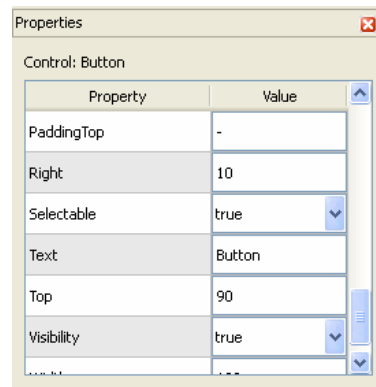 Properties
Control: Button
Property Value
PaddingTop -
Right 10
Selectable true
Text Button
Top 90
Visibility true